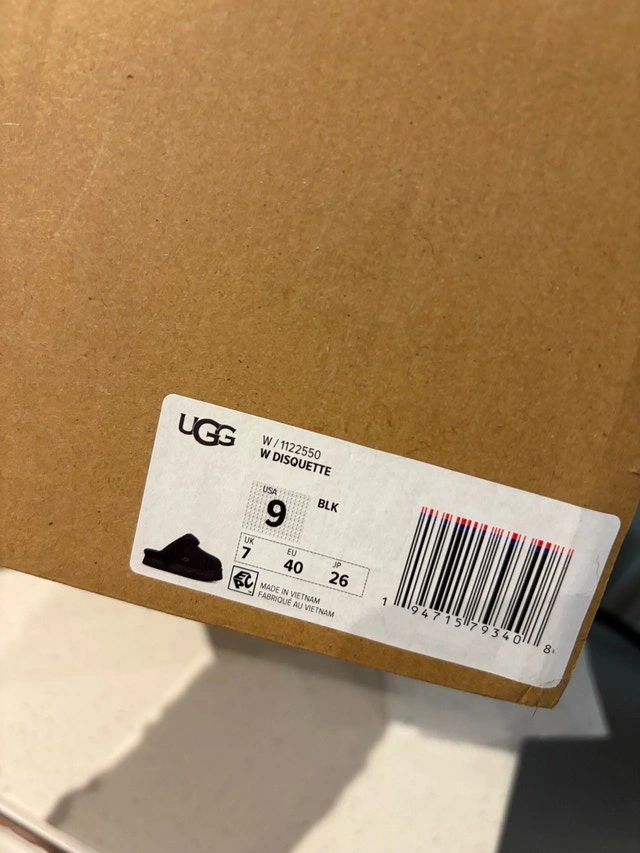 UGG
W / 1122550
W DISQUETTE
USA
9
BLK
UK
7
EU
40
JP
26
MADE IN VIETNAM
FABRIQUÉ AU VIETNAM
1 94715 79340 8